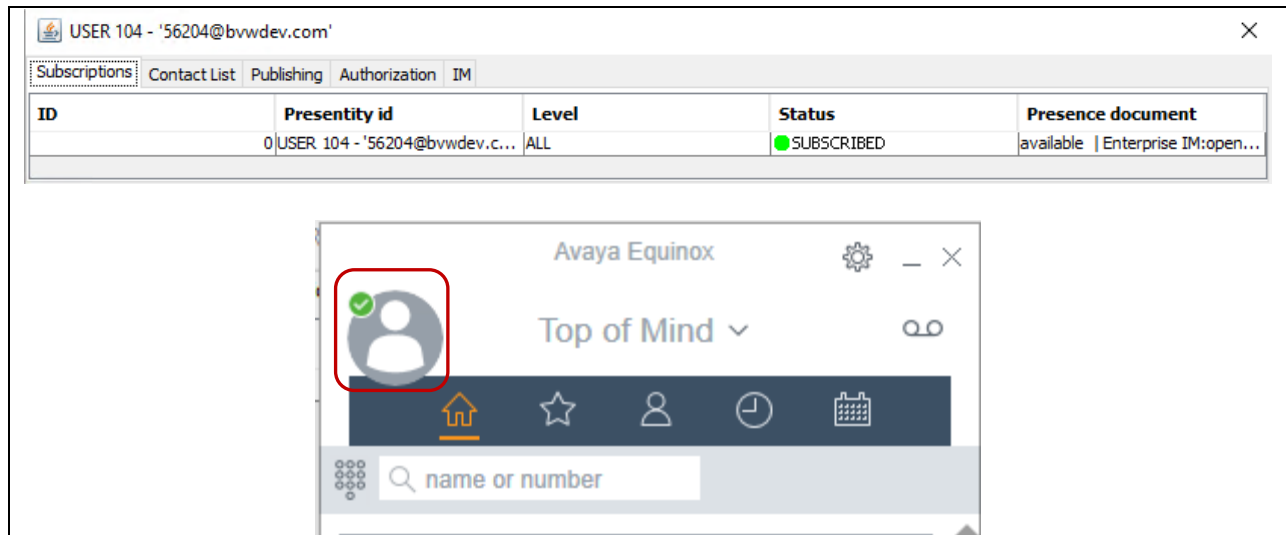 USER 104 - '56204@bvwdev.com'
Subscriptions Contact List Publishing Authorization IM
ID Presentity id Level Status Presence document
0 USER 104 - '56204@bvwdev.c... ALL SUBSCRIBED available | Enterprise IM:open...
Avaya Equinox
Top of Mind
name or number